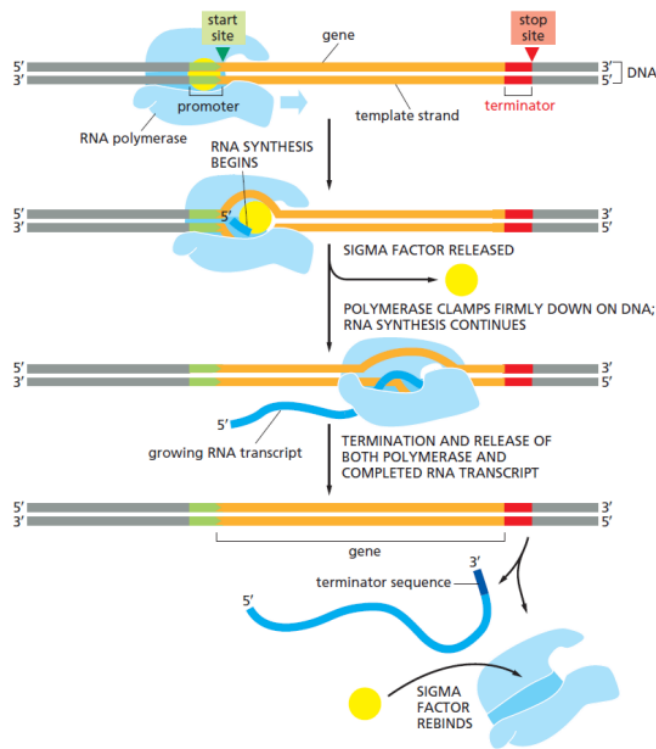 start
site
stop
site
gene
5′
3′
3′
5′
DNA
promoter
RNA polymerase
template strand
terminator
RNA SYNTHESIS
BEGINS
5′
3′
5′
3′
5′
SIGMA FACTOR RELEASED
POLYMERASE CLAMPS FIRMLY DOWN ON DNA;
RNA SYNTHESIS CONTINUES
5′
3′
3′
5′
5′
growing RNA transcript
TERMINATION AND RELEASE OF
BOTH POLYMERASE AND
COMPLETED RNA TRANSCRIPT
5′
3′
3′
5′
gene
3′
terminator sequence
5′
SIGMA
FACTOR
REBINDS